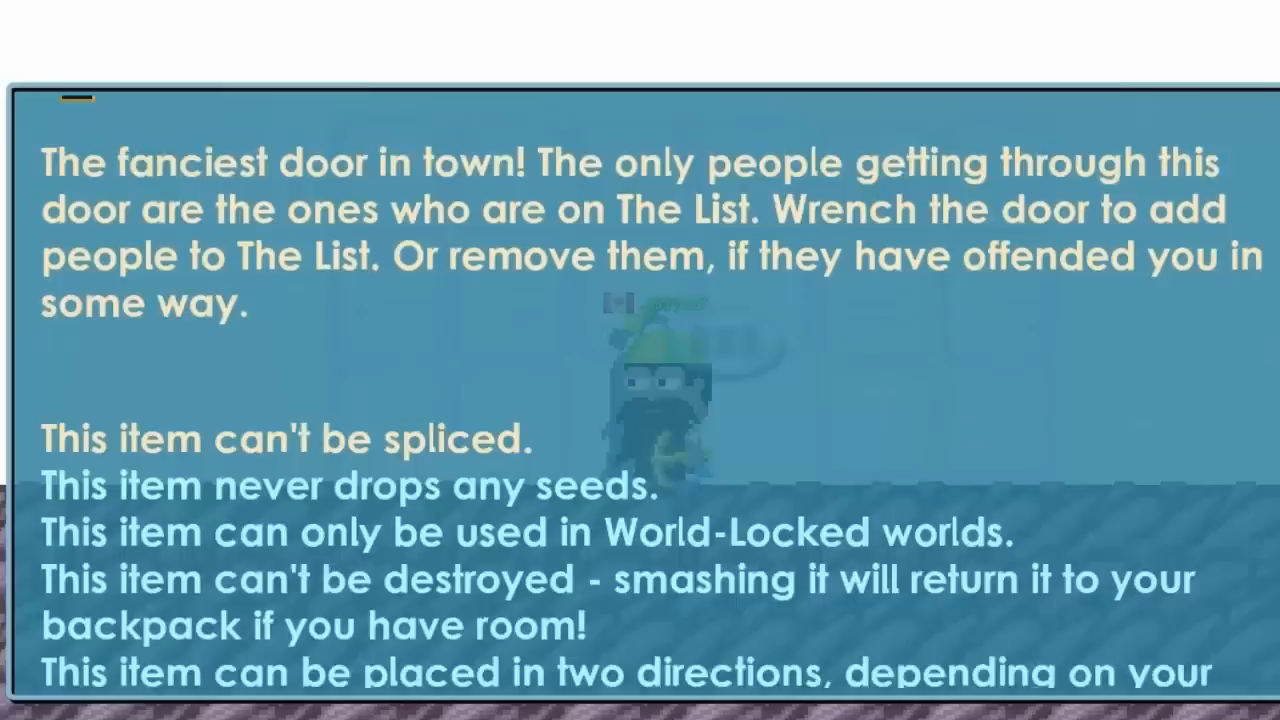 The fanciest door in town! The only people getting through this
door are the ones who are on The List. Wrench the door to add
people to The List. Or remove them, if they have offended you in
some way.
This item can't be spliced.
This item never drops any seeds.
This item can only be used in World-Locked worlds.
This item can't be destroyed - smashing it will return it to your
backpack if you have room!
This item can be placed in two directions, depending on your